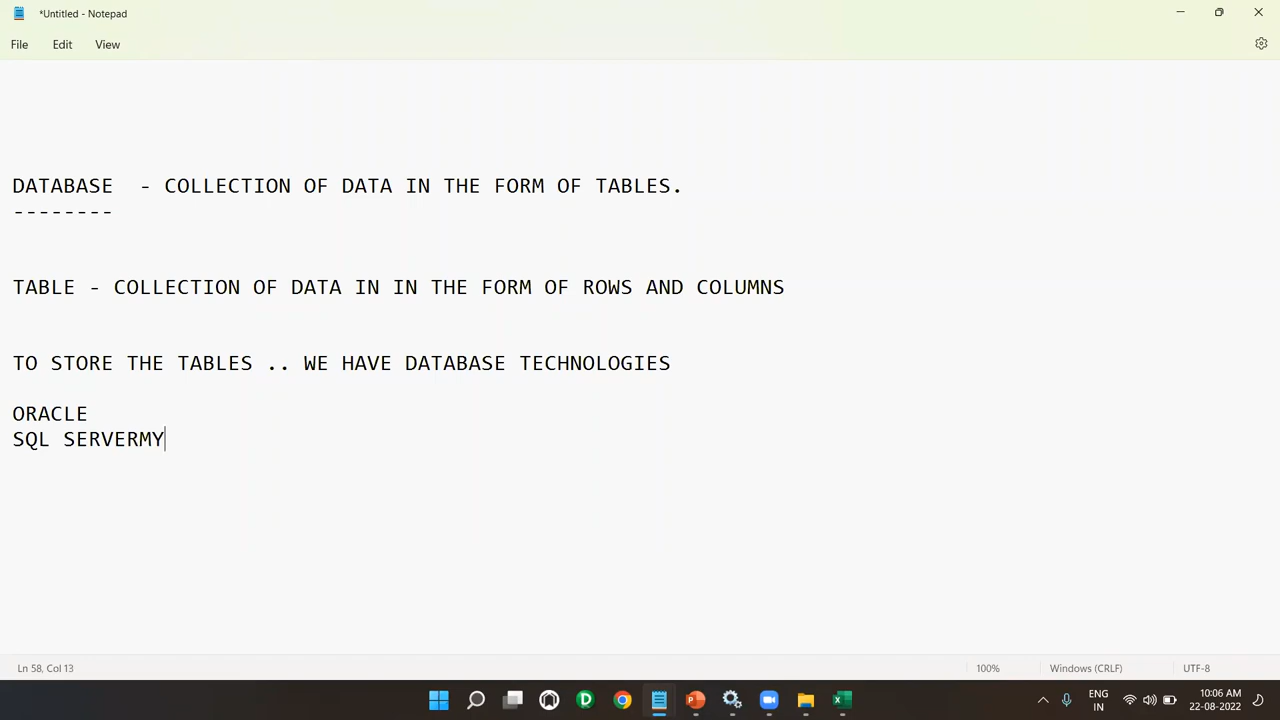 *Untitled - Notepad
File Edit View
DATABASE  - COLLECTION OF DATA IN THE FORM OF TABLES.
--------
TABLE - COLLECTION OF DATA IN IN THE FORM OF ROWS AND COLUMNS
TO STORE THE TABLES .. WE HAVE DATABASE TECHNOLOGIES
ORACLE
SQL SERVERMY
Ln 58, Col 13 100% Windows (CRLF) UTF-8
ENG 10:06 AM
IN 22-08-2022